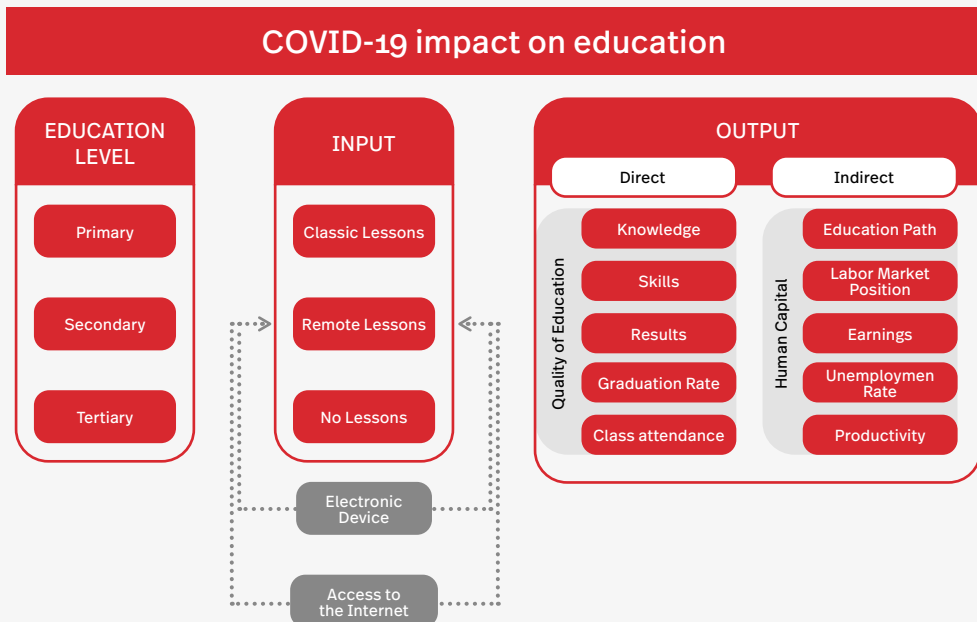 COVID-19 impact on education
EDUCATION
LEVEL
Primary
Secondary
Tertiary
INPUT
Classic Lessons
Remote Lessons
No Lessons
Electronic
Device
Access to
the Internet
OUTPUT
Direct
Quality of Education
Knowledge
Skills
Results
Graduation Rate
Class attendance
Indirect
Human Capital
Education Path
Labor Market
Position
Earnings
Unemploymen
Rate
Productivity